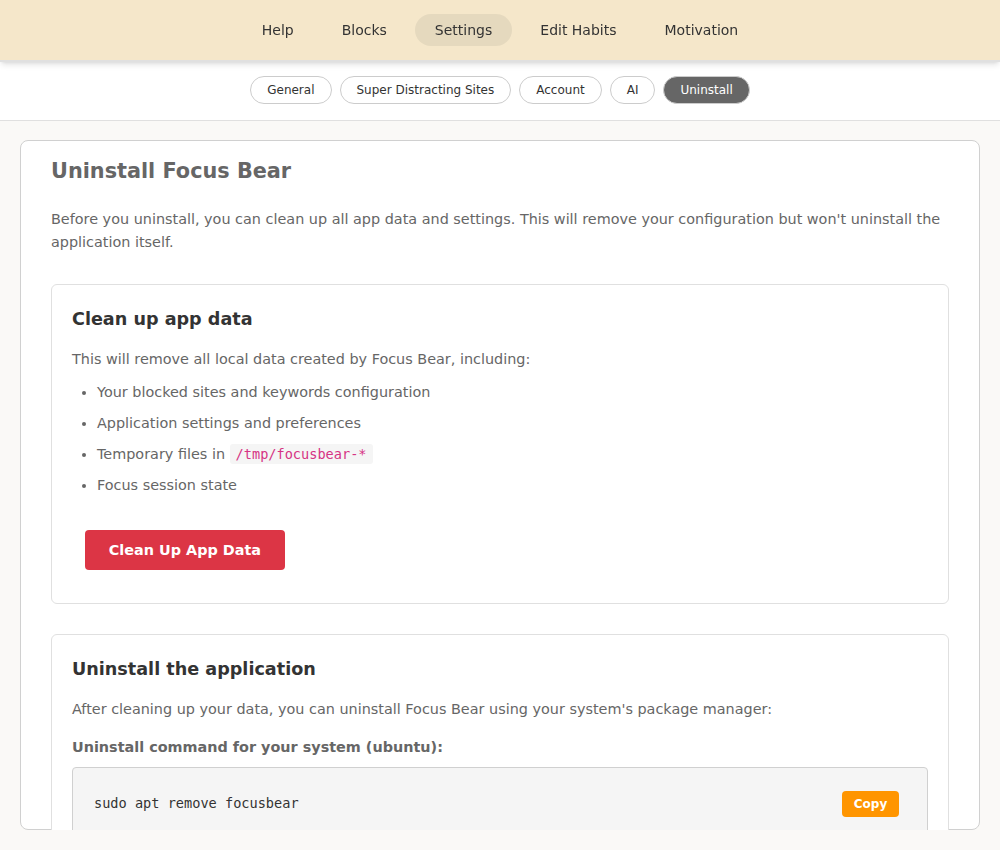 Help Blocks Settings Edit Habits Motivation
General Super Distracting Sites Account AI Uninstall
Uninstall Focus Bear
Before you uninstall, you can clean up all app data and settings. This will remove your configuration but won't uninstall the
application itself.
Clean up app data
This will remove all local data created by Focus Bear, including:
• Your blocked sites and keywords configuration
• Application settings and preferences
• Temporary files in /tmp/focusbear-*
• Focus session state
Clean Up App Data
Uninstall the application
After cleaning up your data, you can uninstall Focus Bear using your system's package manager:
Uninstall command for your system (ubuntu):
sudo apt remove focusbear Copy